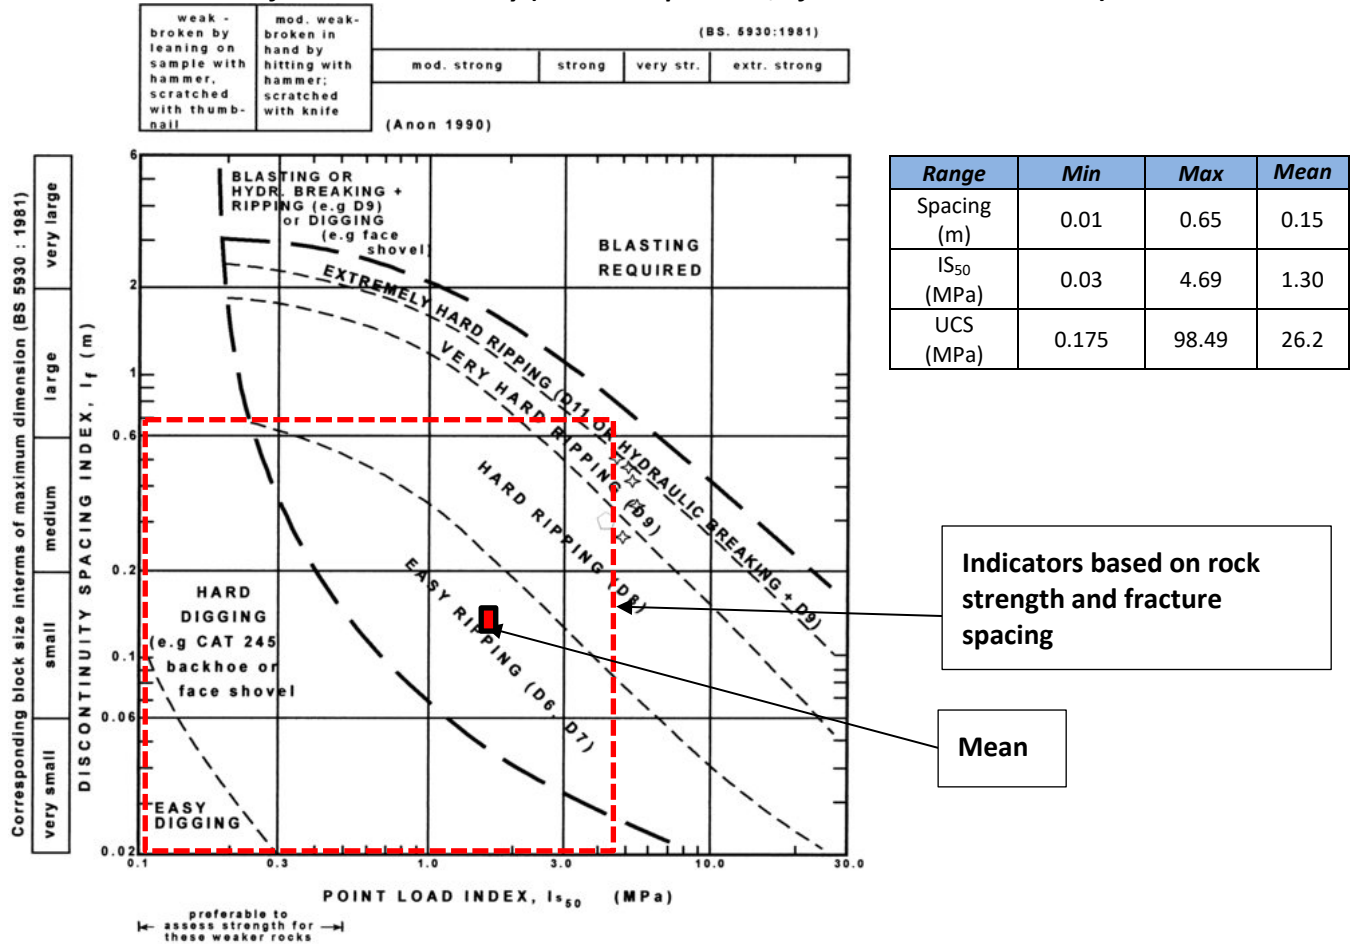 weak -
broken by
leaning on
sample with
hammer,
scratched
with thumb-
nail
mod. weak-
broken in
hand by
hitting with
hammer;
scratched
with knife
(BS. 5930:1981)
mod. strong
strong
very str.
extr. strong
(Anon 1990)
Corresponding block size interms of maximum dimension (BS 5930 : 1981)
very large
large
medium
small
very small
DISCONTINUITY SPACING INDEX, If (m)
6
2
1
0.6
0.2
0.1
0.06
0.02
BLASTING OR
HYDR. BREAKING +
RIPPING (e.g D9)
or DIGGING
(e.g face
shovel)
BLASTING
REQUIRED
EXTREMELY HARD RIPPING (D11 OR HYDRAULIC BREAKING + D9)
VERY HARD RIPPING (D9)
HARD RIPPING (D8)
EASY RIPPING (D6, D7)
HARD
DIGGING
(e.g CAT 245
backhoe or
face shovel
EASY
DIGGING
0.1 0.3 1.0 3.0 10.0 30.0
POINT LOAD INDEX, Is50 (MPa)
preferable to
assess strength for
these weaker rocks
Range Min Max Mean
Spacing
(m) 0.01 0.65 0.15
IS50
(MPa) 0.03 4.69 1.30
UCS
(MPa) 0.175 98.49 26.2
Indicators based on rock
strength and fracture
spacing
Mean